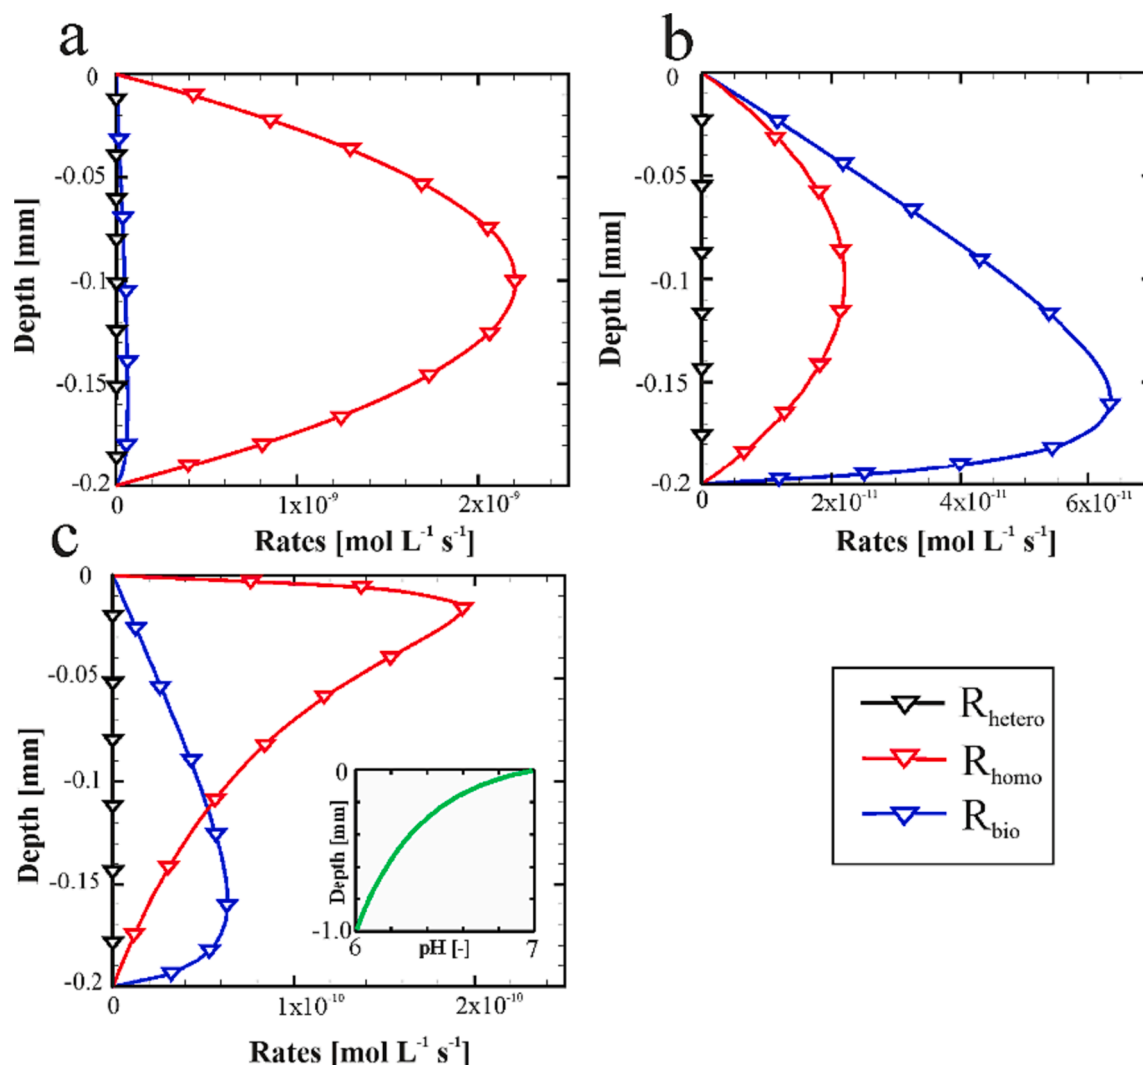 a
0
-0.05
-0.1
-0.15
-0.2
Depth [mm]
0
1x10⁻⁹
2x10⁻⁹
Rates [mol L⁻¹ s⁻¹]
b
0
-0.05
-0.1
-0.15
-0.2
Depth [mm]
0
2x10⁻¹¹
4x10⁻¹¹
6x10⁻¹¹
Rates [mol L⁻¹ s⁻¹]
c
0
-0.05
-0.1
-0.15
-0.2
Depth [mm]
0
1x10⁻¹⁰
2x10⁻¹⁰
Rates [mol L⁻¹ s⁻¹]
0
-1.0
Depth [mm]
6
7
pH [-]
R hetero
R homo
R bio